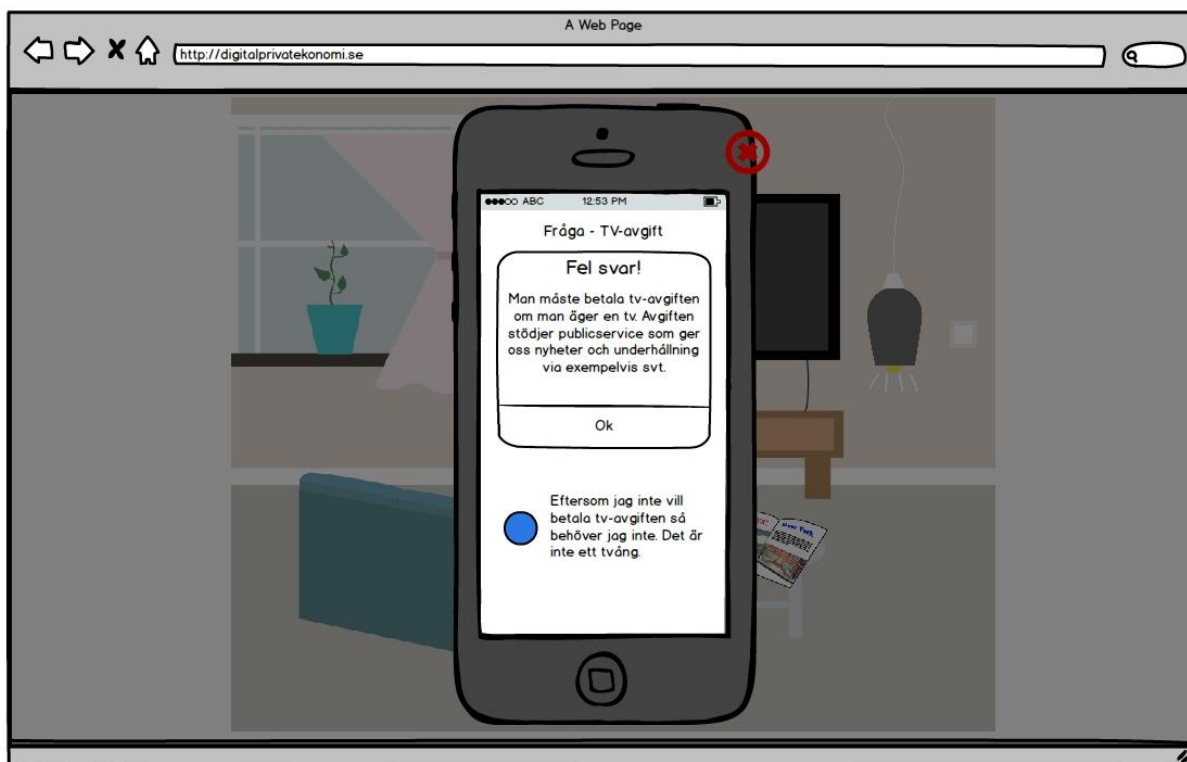 A Web Page
http://digitalprivatekonomi.se
ABC 12:53 PM
Fråga - TV-avgift
Fel svar!
Man måste betala tv-avgiften
om man äger en tv. Avgiften
stödjer publicservice som ger
oss nyheter och underhållning
via exempelvis svt.
Ok
Eftersom jag inte vill
betala tv-avgiften så
behöver jag inte. Det är
inte ett tvång.
York